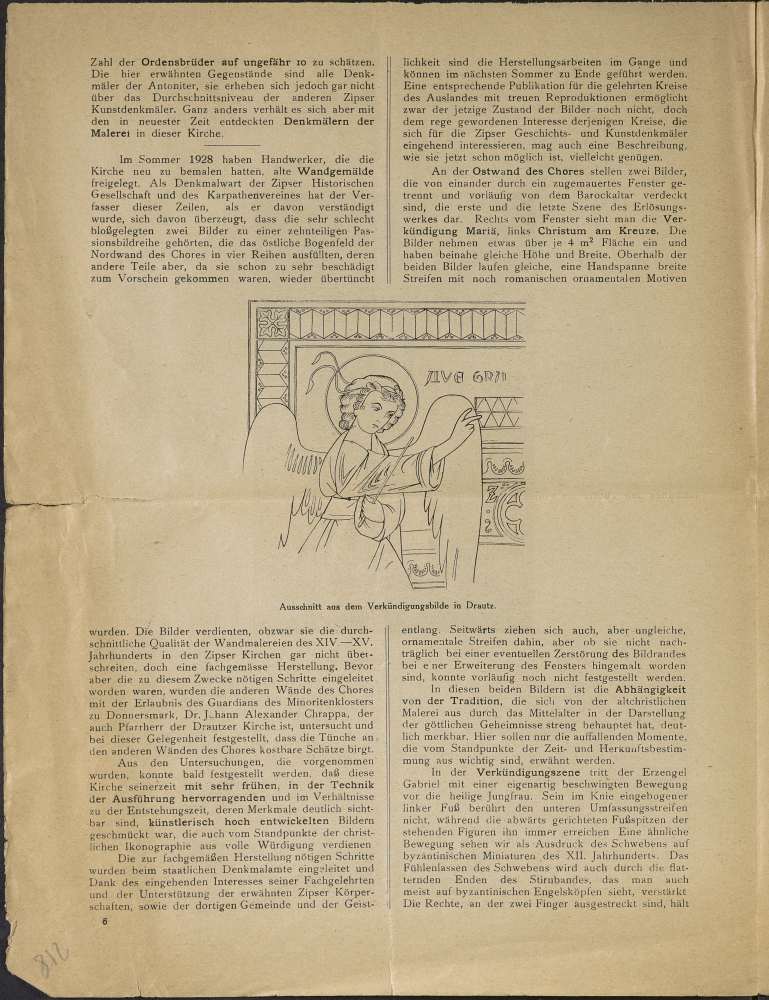 Zahl der Ordensbrüder auf ungefähr 10 zu schätzen.
Die hier erwähnten Gegenstände sind alle Denk-
mäler der Antoniter, sie erheben sich jedoch gar nicht
über das Durchschnittsniveau der anderen Zipser
Kunstdenkmäler. Ganz anders verhält es sich aber mit
den in neuester Zeit entdeckten Denkmälern der
Malerei in dieser Kirche.
Im Sommer 1928 haben Handwerker, die die
Kirche neu zu bemalen hatten, alte Wandgemälde
freigelegt. Als Denkmalwart der Zipser Historischen
Gesellschaft und des Karpathenvereines hat der Ver-
fasser dieser Zeilen, als er davon verständigt
wurde, sich davon überzeugt, dass die sehr schlecht
bloßgelegten zwei Bilder zu einer zehnteiligen Pas-
sionsbildreihe gehörten, die das östliche Bogenfeld der
Nordwand des Chores in vier Reihen ausfüllten, deren
andere Teile aber, da sie schon zu sehr beschädigt
zum Vorschein gekommen waren, wieder übertüncht
lichkeit sind die Herstellungsarbeiten im Gange und
können im nächsten Sommer zu Ende geführt werden.
Eine entsprechende Publikation für die gelehrten Kreise
des Auslandes mit treuen Reproduktionen ermöglicht
zwar der jetzige Zustand der Bilder noch nicht, doch
dem rege gewordenen Interesse derjenigen Kreise, die
sich für die Zipser Geschichts- und Kunstdenkmäler
eingehend interessieren, mag auch eine Beschreibung,
wie sie jetzt schon möglich ist, vielleicht genügen.
An der Ostwand des Chores stellen zwei Bilder,
die von einander durch ein zugemauertes Fenster ge-
trennt und vorläufig von dem Barockaltar verdeckt
sind, die erste und die letzte Szene des Erlösungs-
werkes dar. Rechts vom Fenster sieht man die Ver-
kündigung Mariä, links Christum am Kreuze. Die
Bilder nehmen etwas über je 4 m² Fläche ein und
haben beinahe gleiche Höhe und Breite. Oberhalb der
beiden Bilder laufen gleiche, eine Handspanne breite
Streifen mit noch romanischen ornamentalen Motiven
AVE GRA
Ausschnitt aus dem Verkündigungsbilde in Drautz.
wurden. Die Bilder verdienten, obzwar sie die durch-
schnittliche Qualität der Wandmalereien des XIV.—XV.
Jahrhunderts in den Zipser Kirchen gar nicht über-
schreiten, doch eine fachgemässe Herstellung. Bevor
aber die zu diesem Zwecke nötigen Schritte eingeleitet
worden waren, wurden die anderen Wände des Chores
mit der Erlaubnis des Guardians des Minoritenklosters
zu Donnersmark, Dr. Johann Alexander Chrappa, der
auch Pfarrherr der Drautzer Kirche ist, untersucht und
bei dieser Gelegenheit festgestellt, dass die Tünche an
den anderen Wänden des Chores kostbare Schätze birgt.
Aus den Untersuchungen, die vorgenommen
wurden, konnte bald festgestellt werden, daß diese
Kirche seinerzeit mit sehr frühen, in der Technik
der Ausführung hervorragenden und im Verhältnisse
zu der Entstehungszeit, deren Merkmale deutlich sicht-
bar sind, künstlerisch hoch entwickelten Bildern
geschmückt war, die auch vom Standpunkte der christ-
lichen Ikonographie aus volle Würdigung verdienen
Die zur fachgemäßen Herstellung nötigen Schritte
wurden beim staatlichen Denkmalamte eingeleitet und
Dank des eingehenden Interesses seiner Fachgelehrten
und der Unterstützung der erwähnten Zipser Körper-
schaften, sowie der dortigen Gemeinde und der Geist-
entlang. Seitwärts ziehen sich auch, aber ungleiche,
ornamentale Streifen dahin, aber ob sie nicht nach-
träglich bei einer eventuellen Zerstörung des Bildrandes
bei einer Erweiterung des Fensters hingemalt worden
sind, konnte vorläufig noch nicht festgestellt werden.
In diesen beiden Bildern ist die Abhängigkeit
von der Tradition, die sich von der altchristlichen
Malerei aus durch das Mittelalter in der Darstellung
der göttlichen Geheimnisse streng behauptet hat, deut-
lich merkbar. Hier sollen nur die auffallenden Momente,
die vom Standpunkte der Zeit- und Herkunftsbestim-
mung aus wichtig sind, erwähnt werden.
In der Verkündigungszene tritt der Erzengel
Gabriel mit einer eigenartig beschwingten Bewegung
vor die heilige Jungfrau. Sein im Knie eingebogener
linker Fuß berührt den unteren Umfassungsstreifen
nicht, während die abwärts gerichteten Fußspitzen der
stehenden Figuren ihn immer erreichen Eine ähnliche
Bewegung sehen wir als Ausdruck des Schwebens auf
byzantinischen Miniaturen des XII. Jahrhunderts. Das
Fühlenlassen des Schwebens wird auch durch die flat-
ternden Enden des Stirnbandes, das man auch
meist auf byzantinischen Engelsköpfen sieht, verstärkt
Die Rechte, an der zwei Finger ausgestreckt sind, hält
6